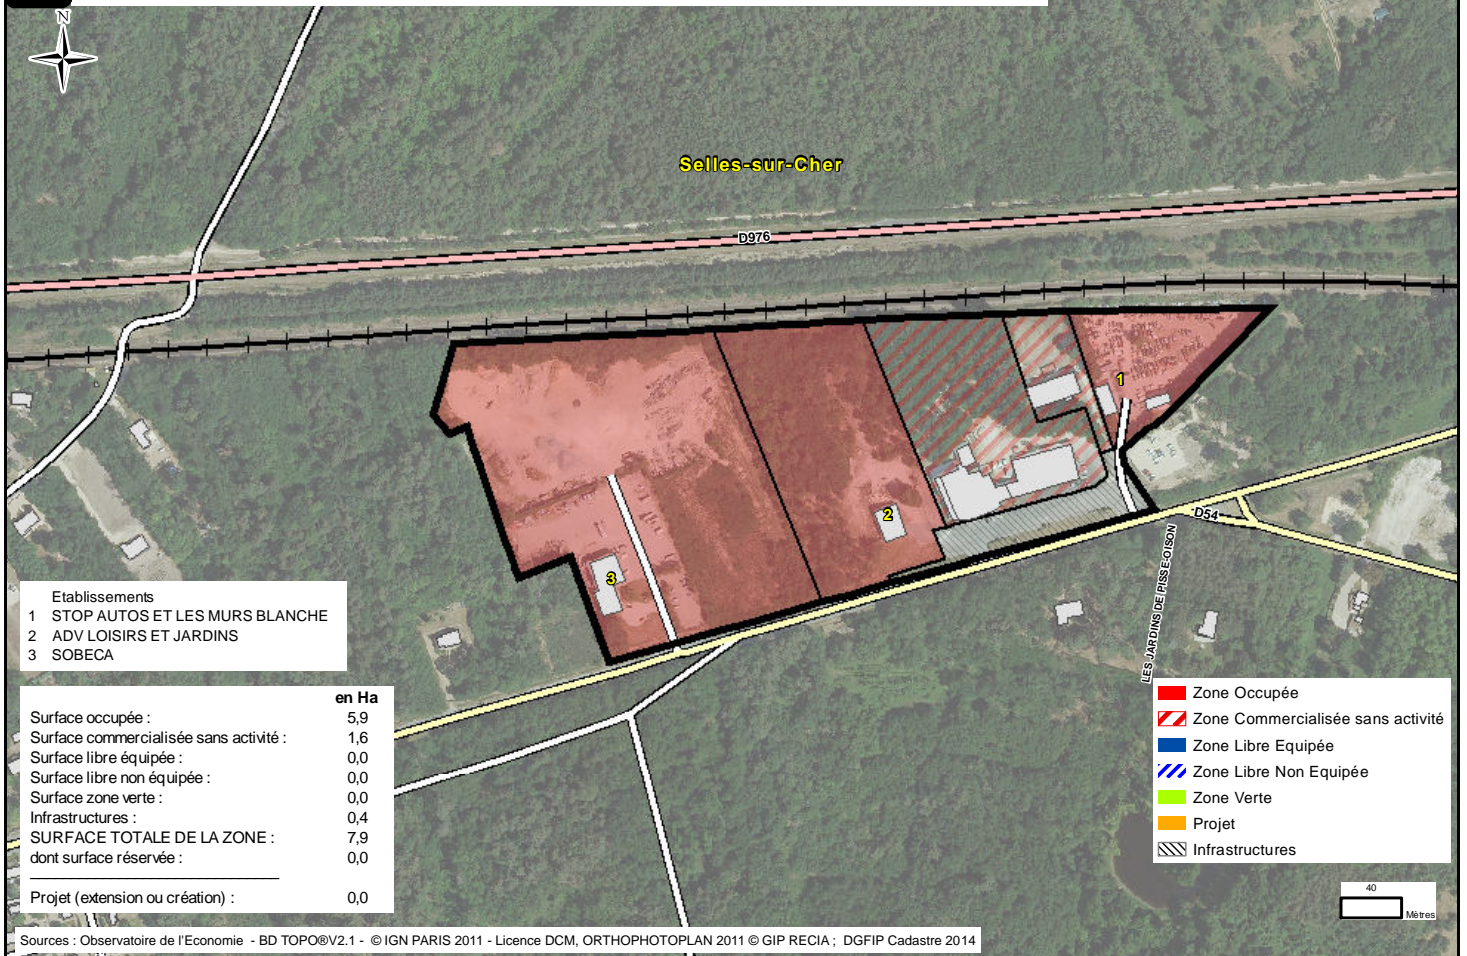 N
Selles-sur-Cher
D976
1
2
3
D54
LES JARDINS DE PISSE-OISON
Etablissements
1 STOP AUTOS ET LES MURS BLANCHE
2 ADV LOISIRS ET JARDINS
3 SOBECA
en Ha
Surface occupée : 5,9
Surface commercialisée sans activité : 1,6
Surface libre équipée : 0,0
Surface libre non équipée : 0,0
Surface zone verte : 0,0
Infrastructures : 0,4
SURFACE TOTALE DE LA ZONE : 7,9
dont surface réservée : 0,0
Projet (extension ou création) : 0,0
Zone Occupée
Zone Commercialisée sans activité
Zone Libre Equipée
Zone Libre Non Equipée
Zone Verte
Projet
Infrastructures
40
Mètres
Sources : Observatoire de l'Economie - BD TOPO®V2.1 - © IGN PARIS 2011 - Licence DCM, ORTHOPHOTOPLAN 2011 © GIP RECIA ; DGFIP Cadastre 2014